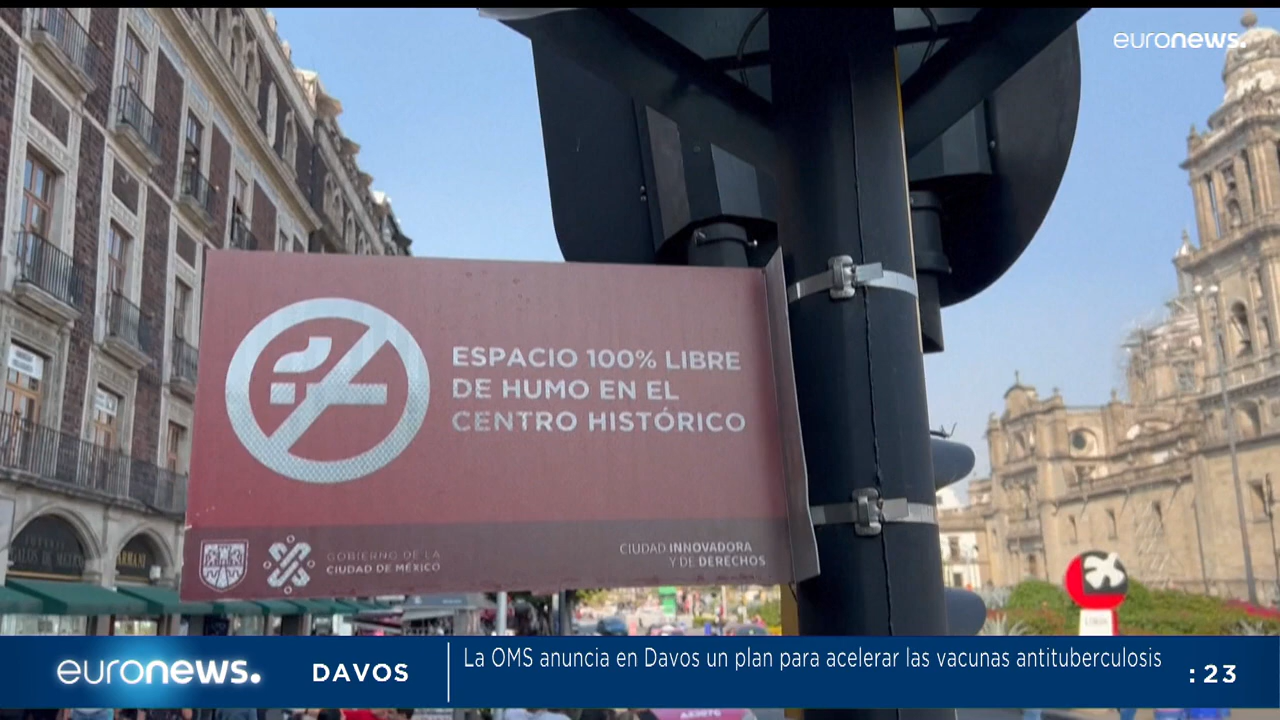 euronews.
ESPACIO 100% LIBRE
DE HUMO EN EL
CENTRO HISTÓRICO
GOBIERNO DE LA
CIUDAD DE MÉXICO
CIUDAD INNOVADORA
Y DE DERECHOS
euronews.
DAVOS
La OMS anuncia en Davos un plan para acelerar las vacunas antituberculosis
:23